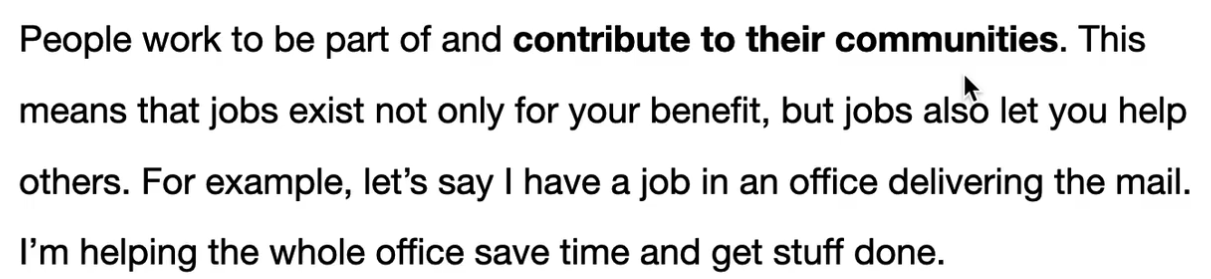 People work to be part of and contribute to their communities. This
means that jobs exist not only for your benefit, but jobs also let you help
others. For example, let’s say I have a job in an office delivering the mail.
I’m helping the whole office save time and get stuff done.